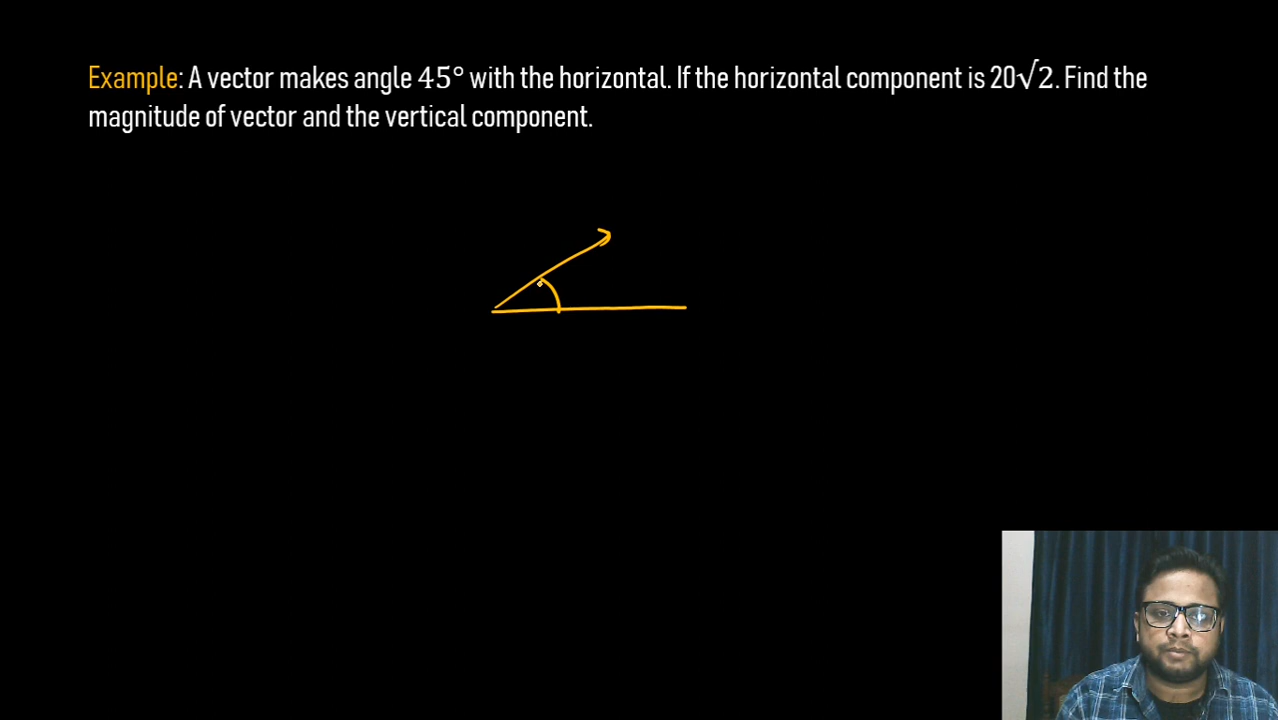 Example: A vector makes angle 45° with the horizontal. If the horizontal component is 20√2. Find the
magnitude of vector and the vertical component.